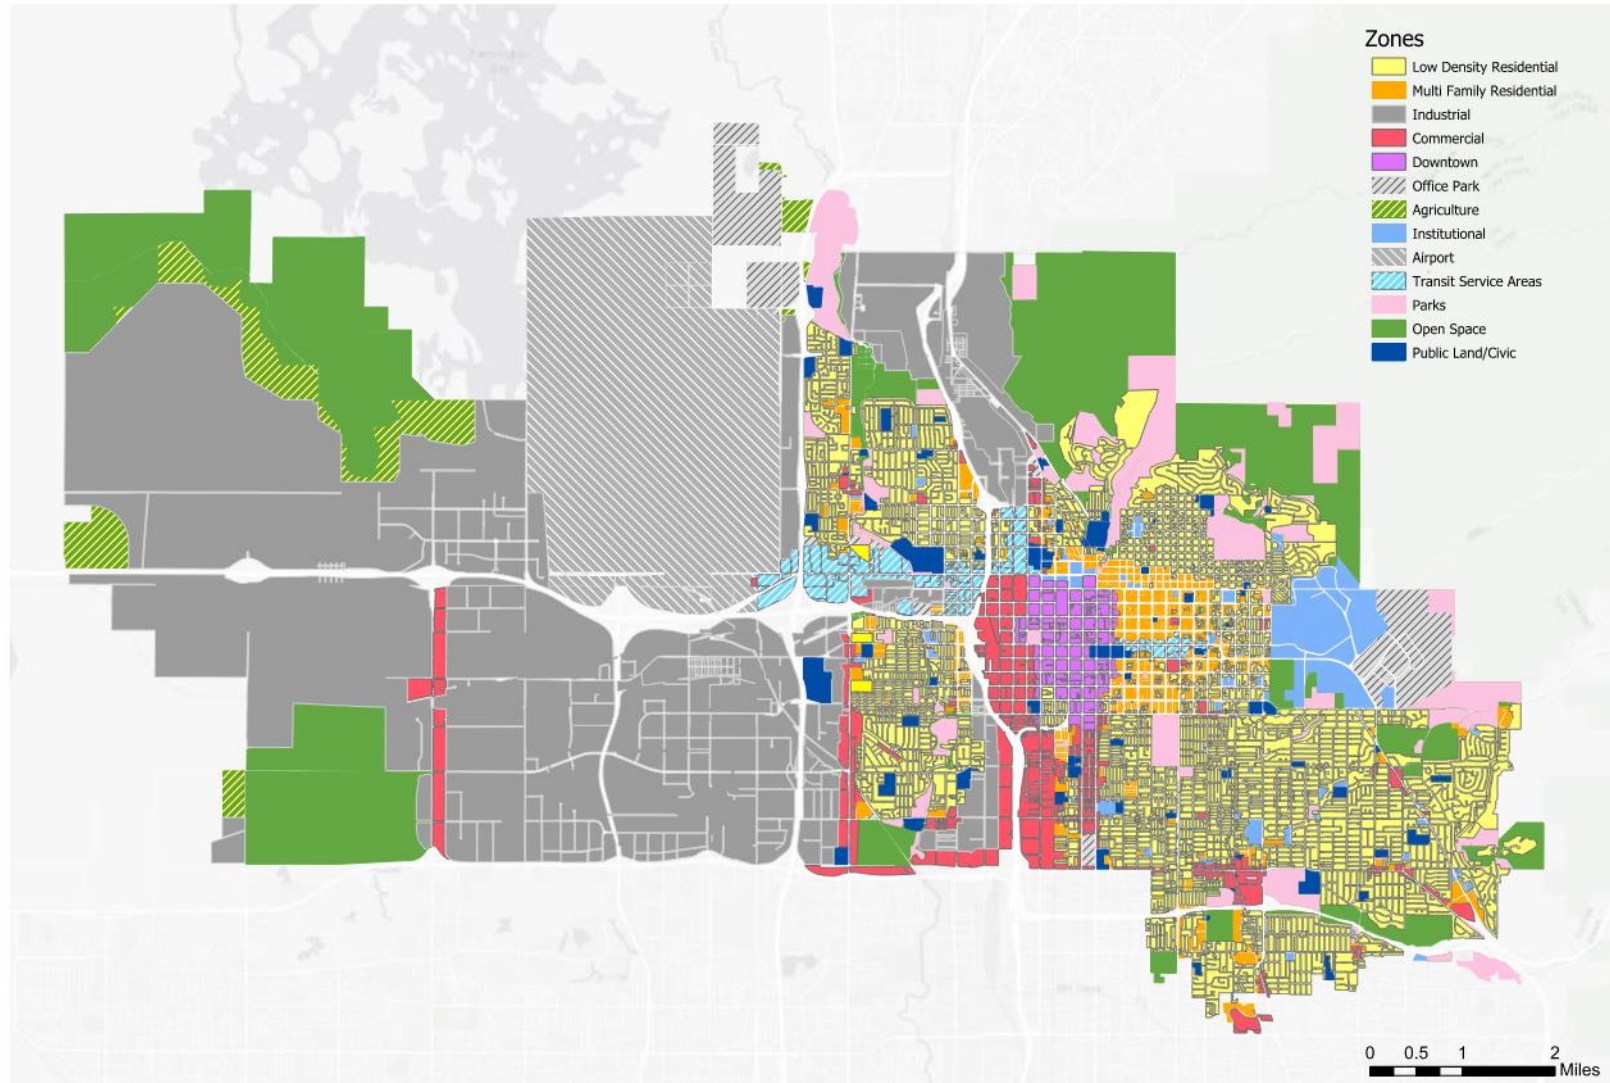 Zones
Low Density Residential
Multi Family Residential
Industrial
Commercial
Downtown
Office Park
Agriculture
Institutional
Airport
Transit Service Areas
Parks
Open Space
Public Land/Civic
0 0.5 1 2
Miles